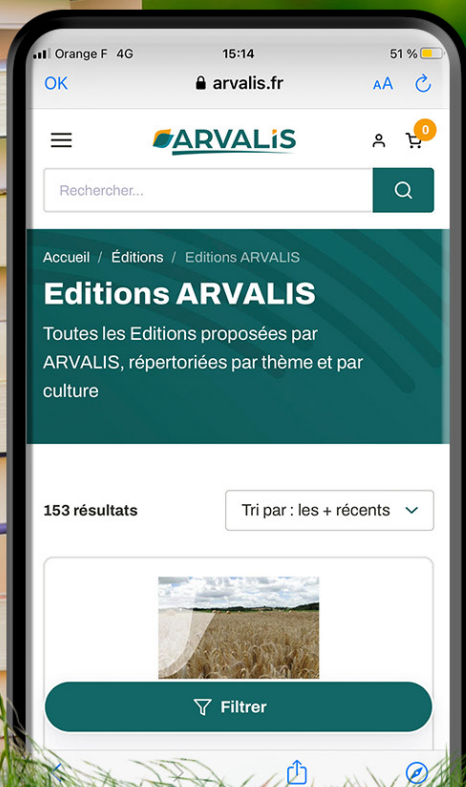 Orange F 4G 15:14 51 %
OK arvalis.fr AA
ARVALiS 0
Rechercher...
Accueil / Éditions / Editions ARVALIS
Editions ARVALIS
Toutes les Editions proposées par
ARVALIS, répertoriées par thème et par
culture
153 résultats Tri par : les + récents
Filtrer